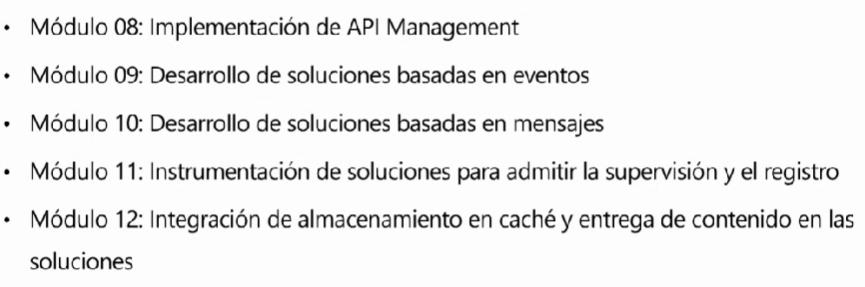 • Módulo 08: Implementación de API Management
• Módulo 09: Desarrollo de soluciones basadas en eventos
• Módulo 10: Desarrollo de soluciones basadas en mensajes
• Módulo 11: Instrumentación de soluciones para admitir la supervisión y el registro
• Módulo 12: Integración de almacenamiento en caché y entrega de contenido en las
soluciones